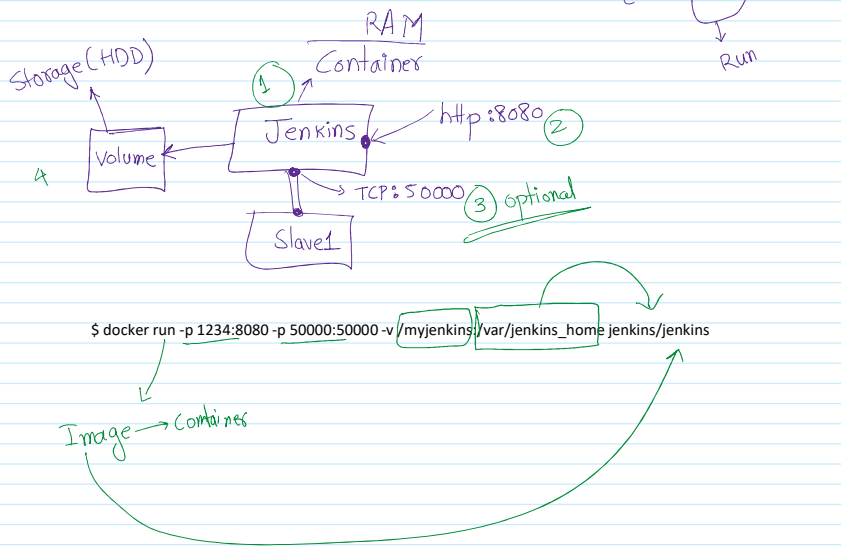 RAM
Container
Storage(HDD)
Run
1
Jenkins
http:8080
2
Volume
4
TCP:50000
3
optional
Slave1
$ docker run -p 1234:8080 -p 50000:50000 -v /myjenkins:/var/jenkins_home jenkins/jenkins
Image → Container